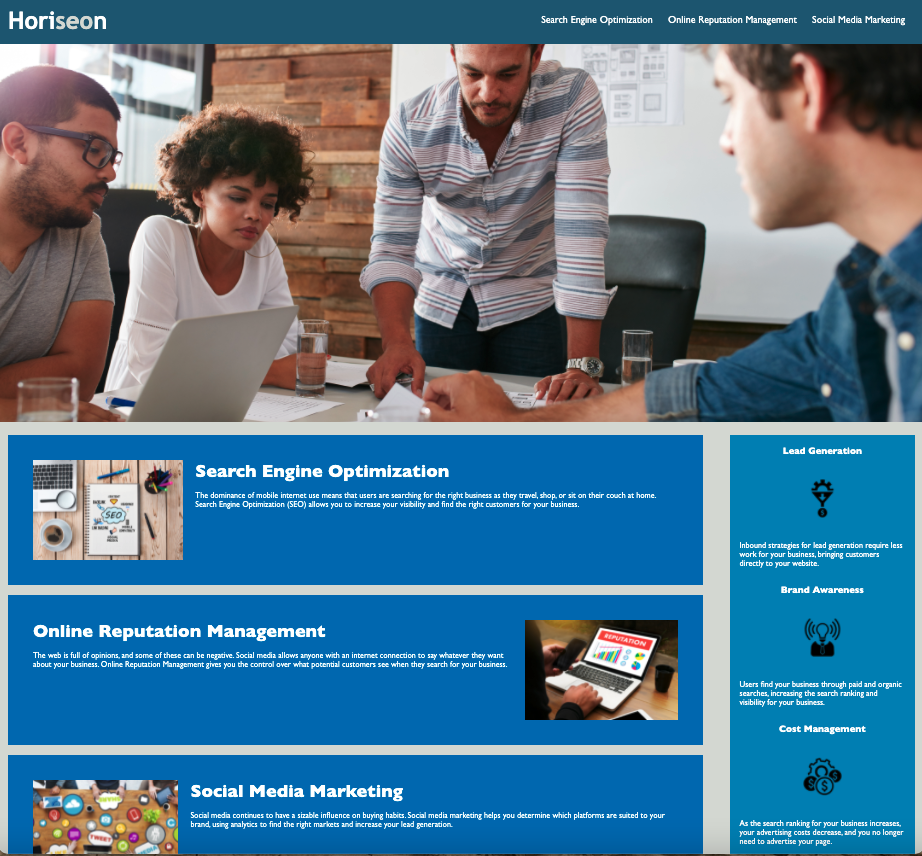 Horiseon
Search Engine Optimization
Online Reputation Management
Social Media Marketing
Search Engine Optimization
The dominance of mobile internet use means that users are searching for the right business as they travel, shop, or sit on their couch at home.
Search Engine Optimization (SEO) allows you to increase your visibility and find the right customers for your business.
SEO
Online Reputation Management
The web is full of opinions, and some of these can be negative. Social media allows anyone with an internet connection to say whatever they want
about your business. Online Reputation Management gives you the control over what potential customers see when they search for your business.
REPUTATION
Social Media Marketing
Social media continues to have a sizable influence on buying habits. Social media marketing helps you determine which platforms are suited to your
brand, using analytics to find the right markets and increase your lead generation.
TWEET
Lead Generation
Inbound strategies for lead generation require less
work for your business, bringing customers
directly to your website.
Brand Awareness
Users find your business through paid and organic
searches, increasing the search ranking and
visibility for your business.
Cost Management
As the search ranking for your business increases,
your advertising costs decrease, and you no longer
need to advertise your page.